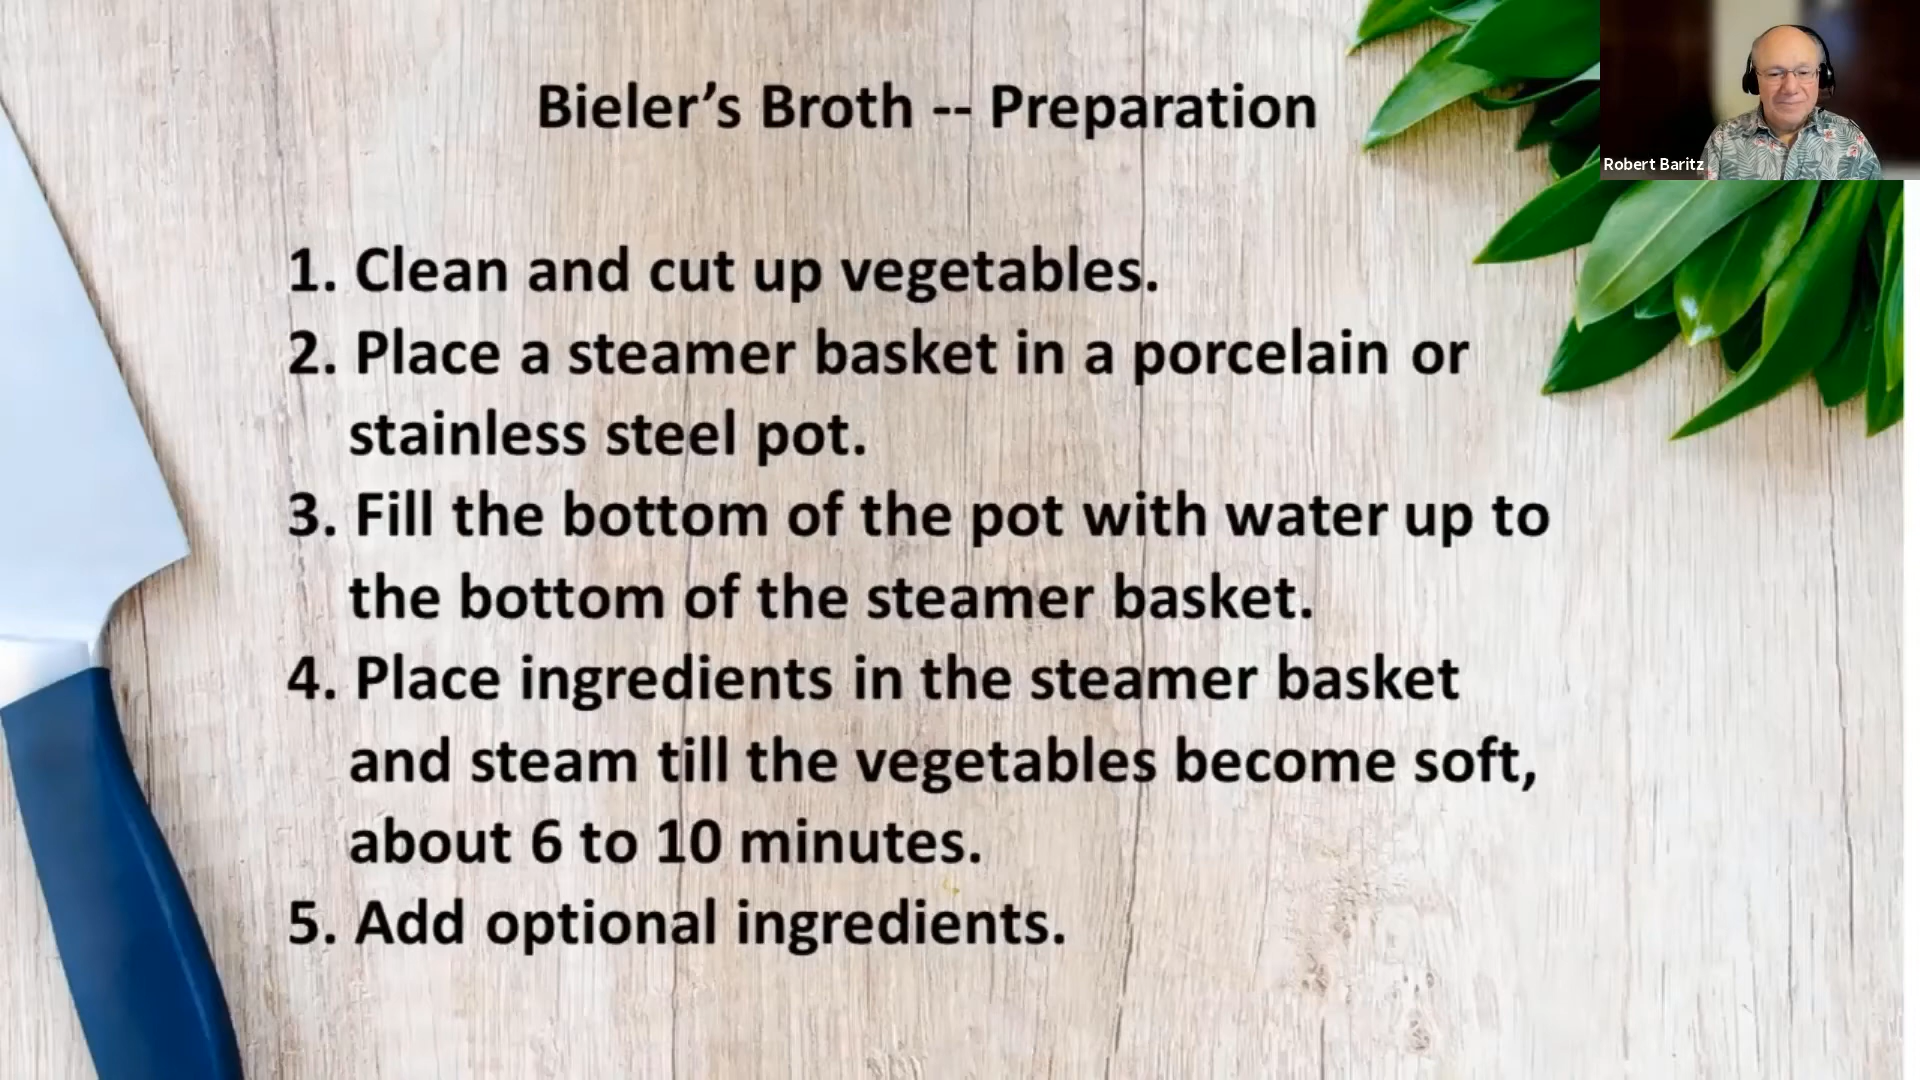 Bieler’s Broth -- Preparation
Robert Baritz
1. Clean and cut up vegetables.
2. Place a steamer basket in a porcelain or
stainless steel pot.
3. Fill the bottom of the pot with water up to
the bottom of the steamer basket.
4. Place ingredients in the steamer basket
and steam till the vegetables become soft,
about 6 to 10 minutes.
5. Add optional ingredients.